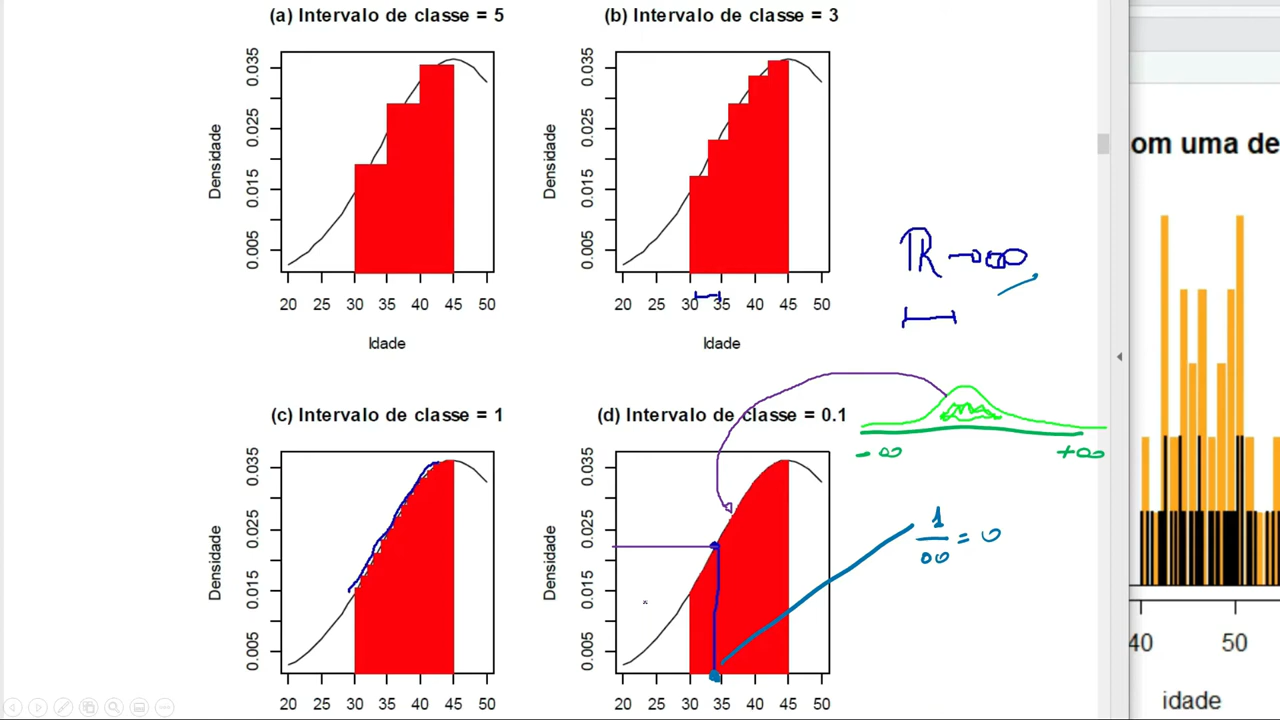 (a) Intervalo de classe = 5
0.005 0.015 0.025 0.035
Densidade
20 25 30 35 40 45 50
Idade
(b) Intervalo de classe = 3
0.005 0.015 0.025 0.035
Densidade
20 25 30 35 40 45 50
Idade
ℝ → ∞
(c) Intervalo de classe = 1
0.005 0.015 0.025 0.035
Densidade
20 25 30 35 40 45 50
(d) Intervalo de classe = 0.1
0.005 0.015 0.025 0.035
Densidade
20 25 30 35 40 45 50
-∞ +∞
1/∞ = 0
om uma de
40 50
idade